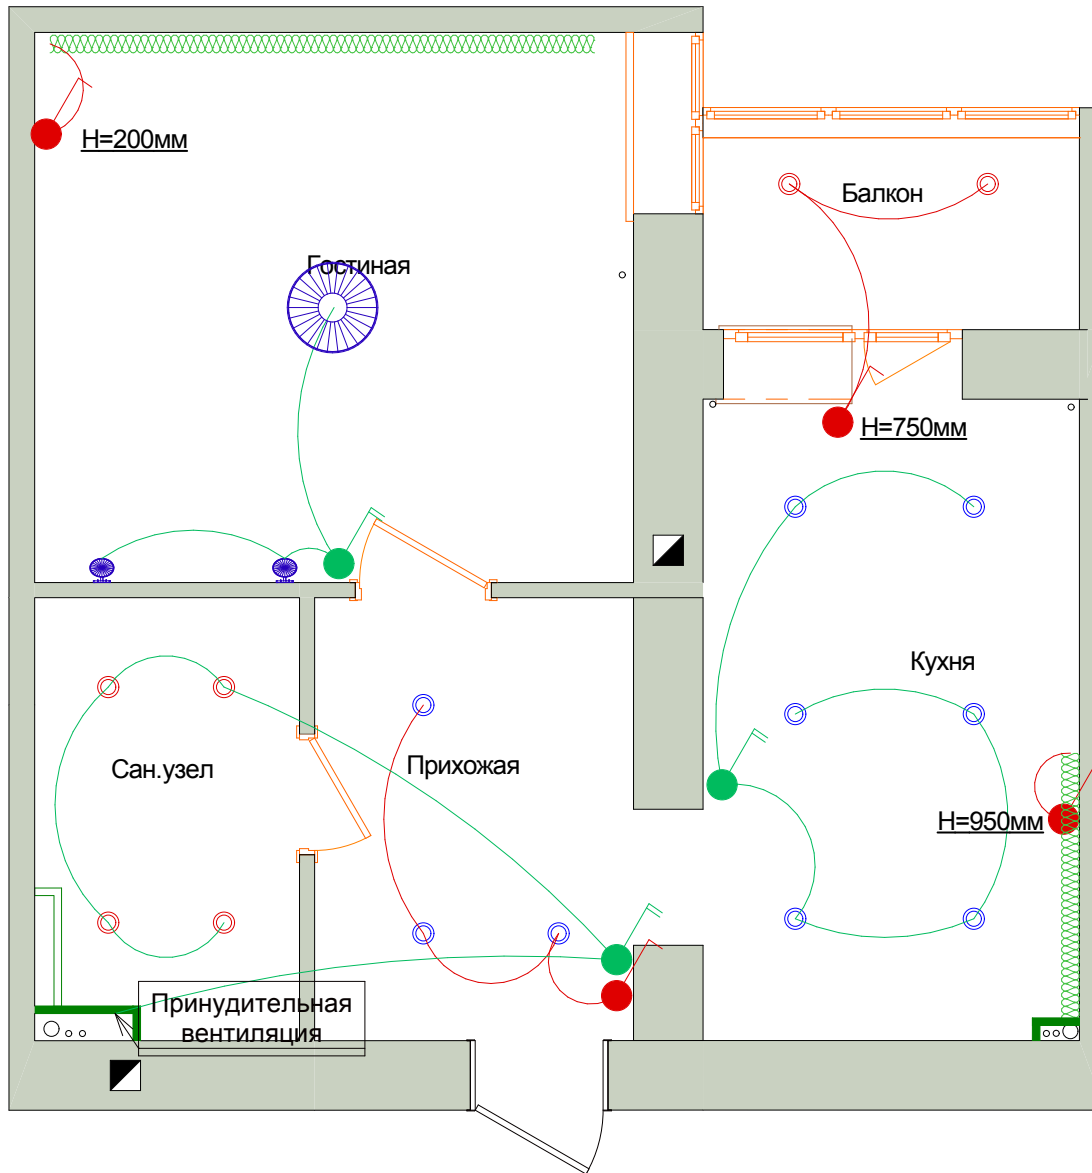 H=200мм
Балкон
Гостиная
H=750мм
Кухня
Прихожая
Сан.узел
H=950мм
Принудительная
вентиляция